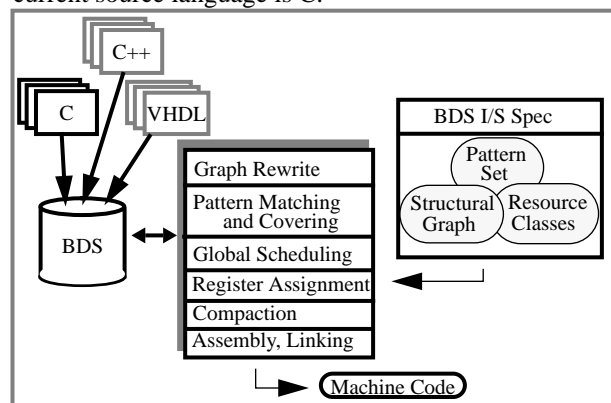 current source language is C.
C++
C
VHDL
BDS
Graph Rewrite
Pattern Matching
and Covering
Global Scheduling
Register Assignment
Compaction
Assembly, Linking
BDS I/S Spec
Pattern
Set
Structural
Graph
Resource
Classes
Machine Code